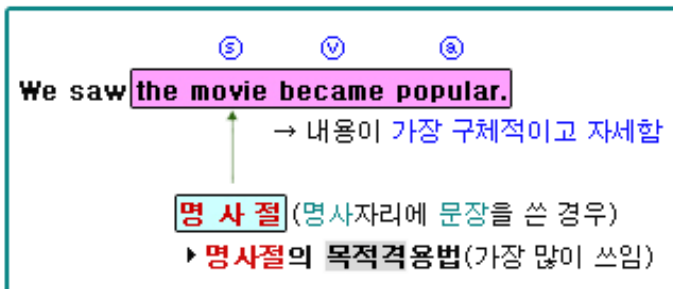 ⓢ ⓥ ⓐ
We saw the movie became popular.
→ 내용이 가장 구체적이고 자세함
명 사 절 (명사자리에 문장을 쓴 경우)
▶ 명사절의 목적격용법(가장 많이 쓰임)